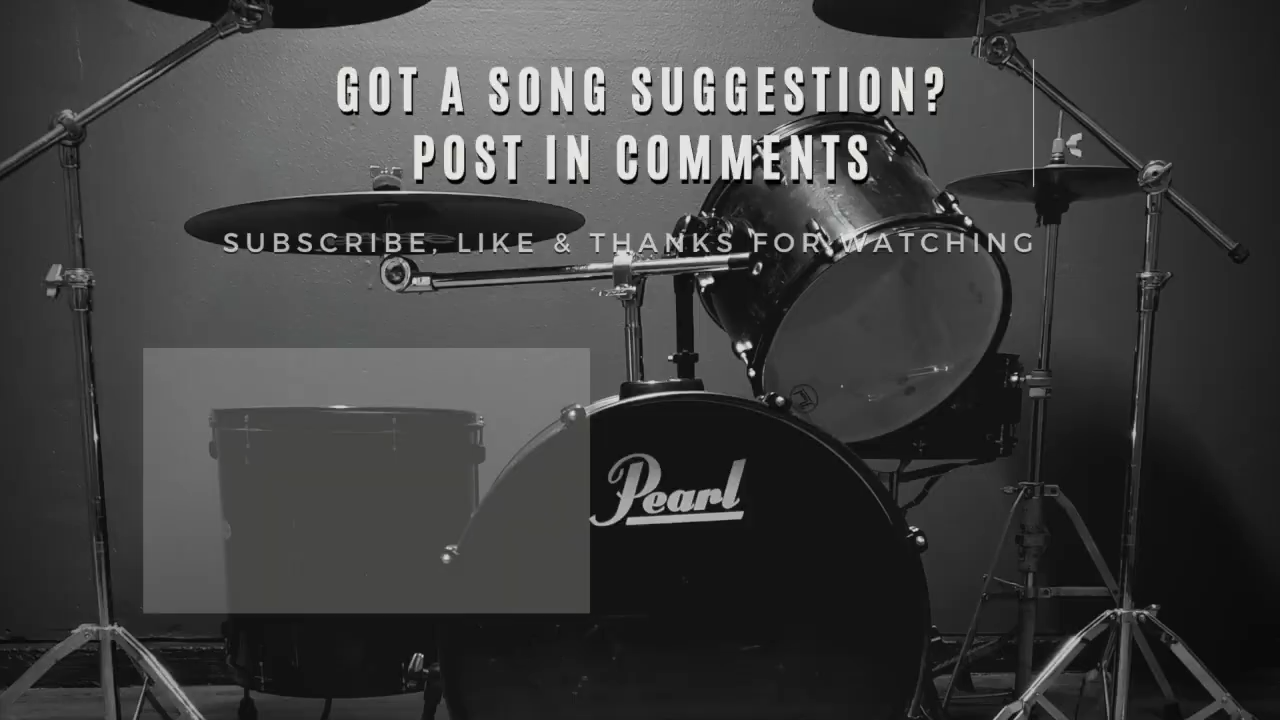 GOT A SONG SUGGESTION?
POST IN COMMENTS
SUBSCRIBE, LIKE & THANKS FOR WATCHING
Pearl